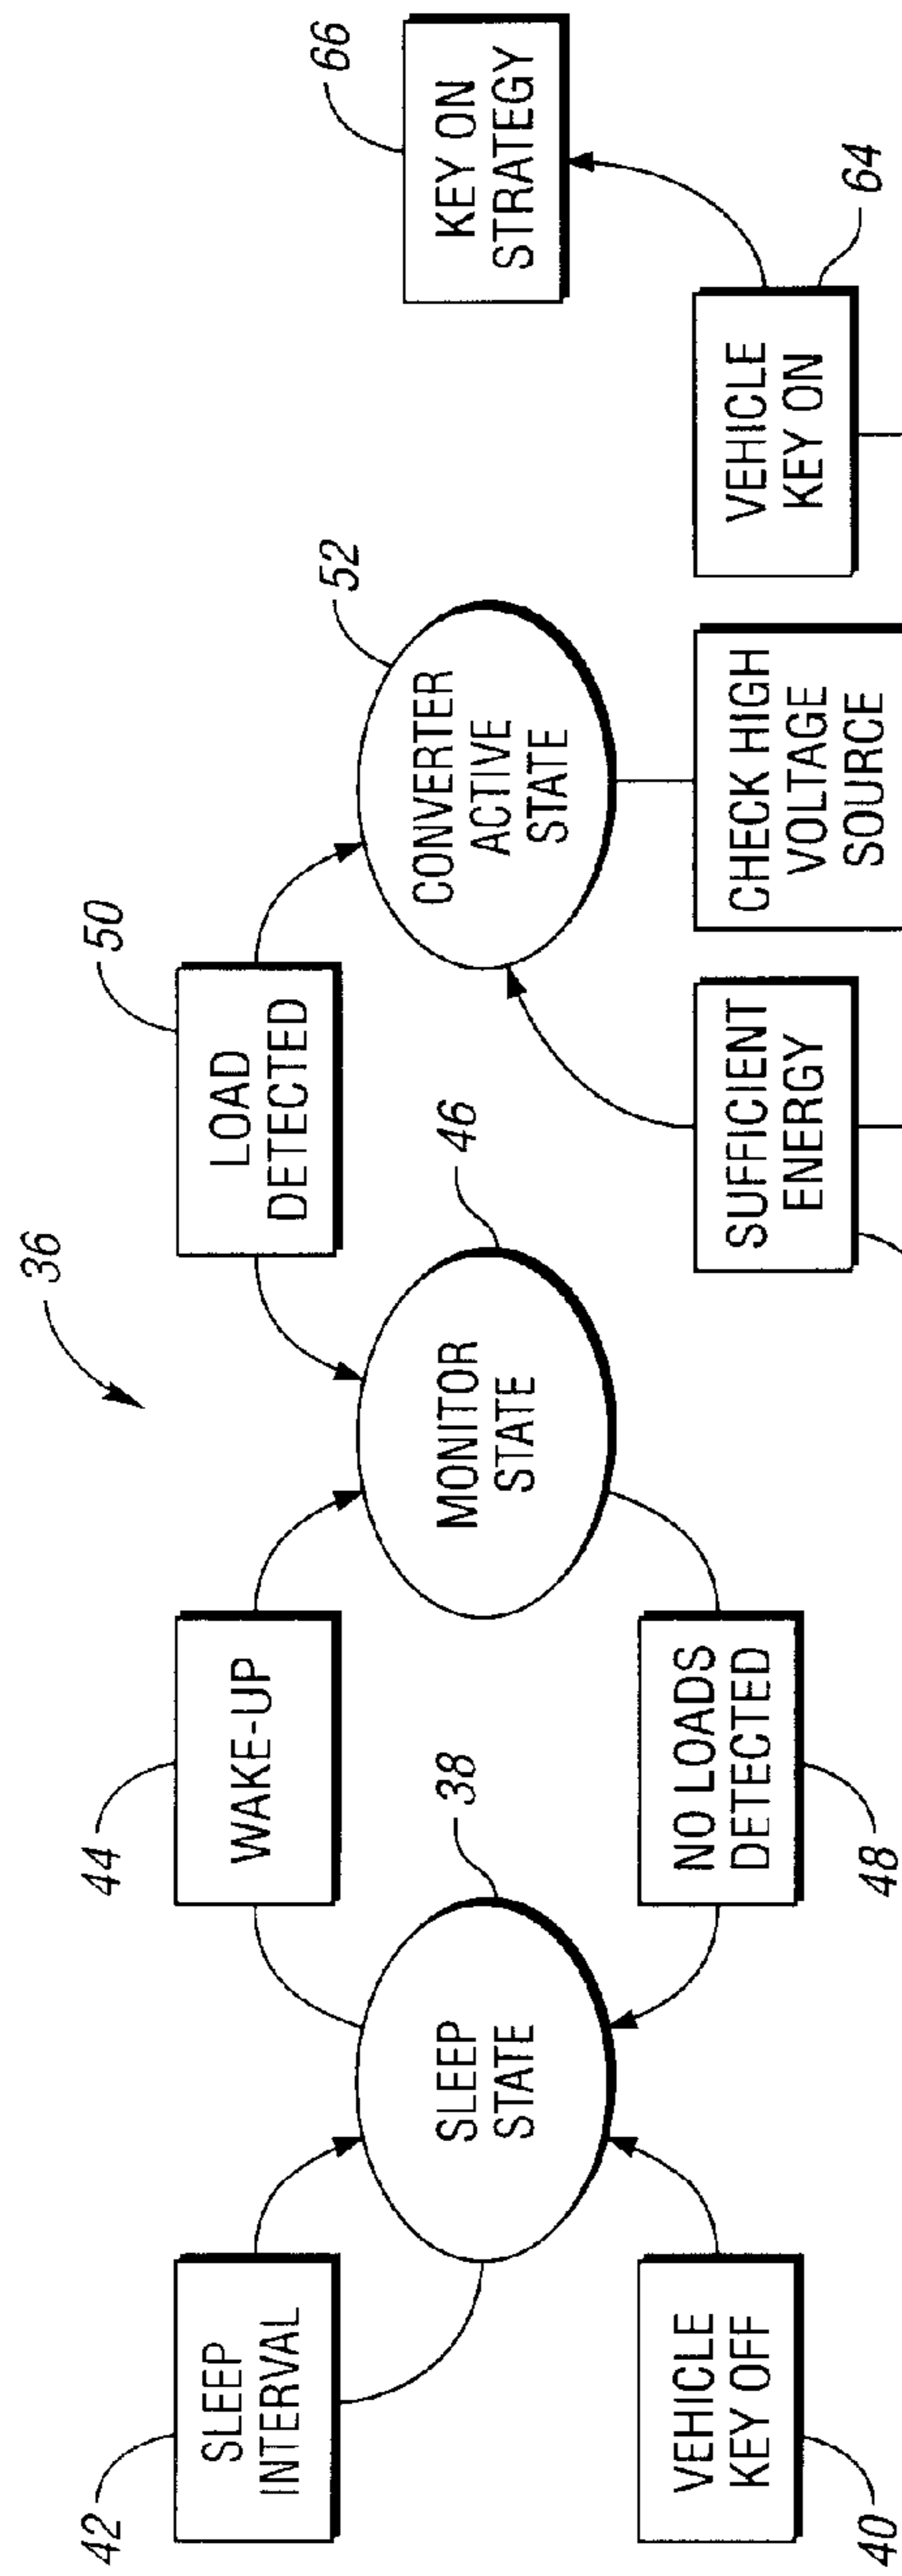 36
42
SLEEP
INTERVAL
44
WAKE-UP
50
LOAD
DETECTED
66
KEY ON
STRATEGY
38
SLEEP
STATE
46
MONITOR
STATE
52
CONVERTER
ACTIVE
STATE
40
VEHICLE
KEY OFF
48
NO LOADS
DETECTED
SUFFICIENT
ENERGY
CHECK HIGH
VOLTAGE
SOURCE
VEHICLE
KEY ON
64